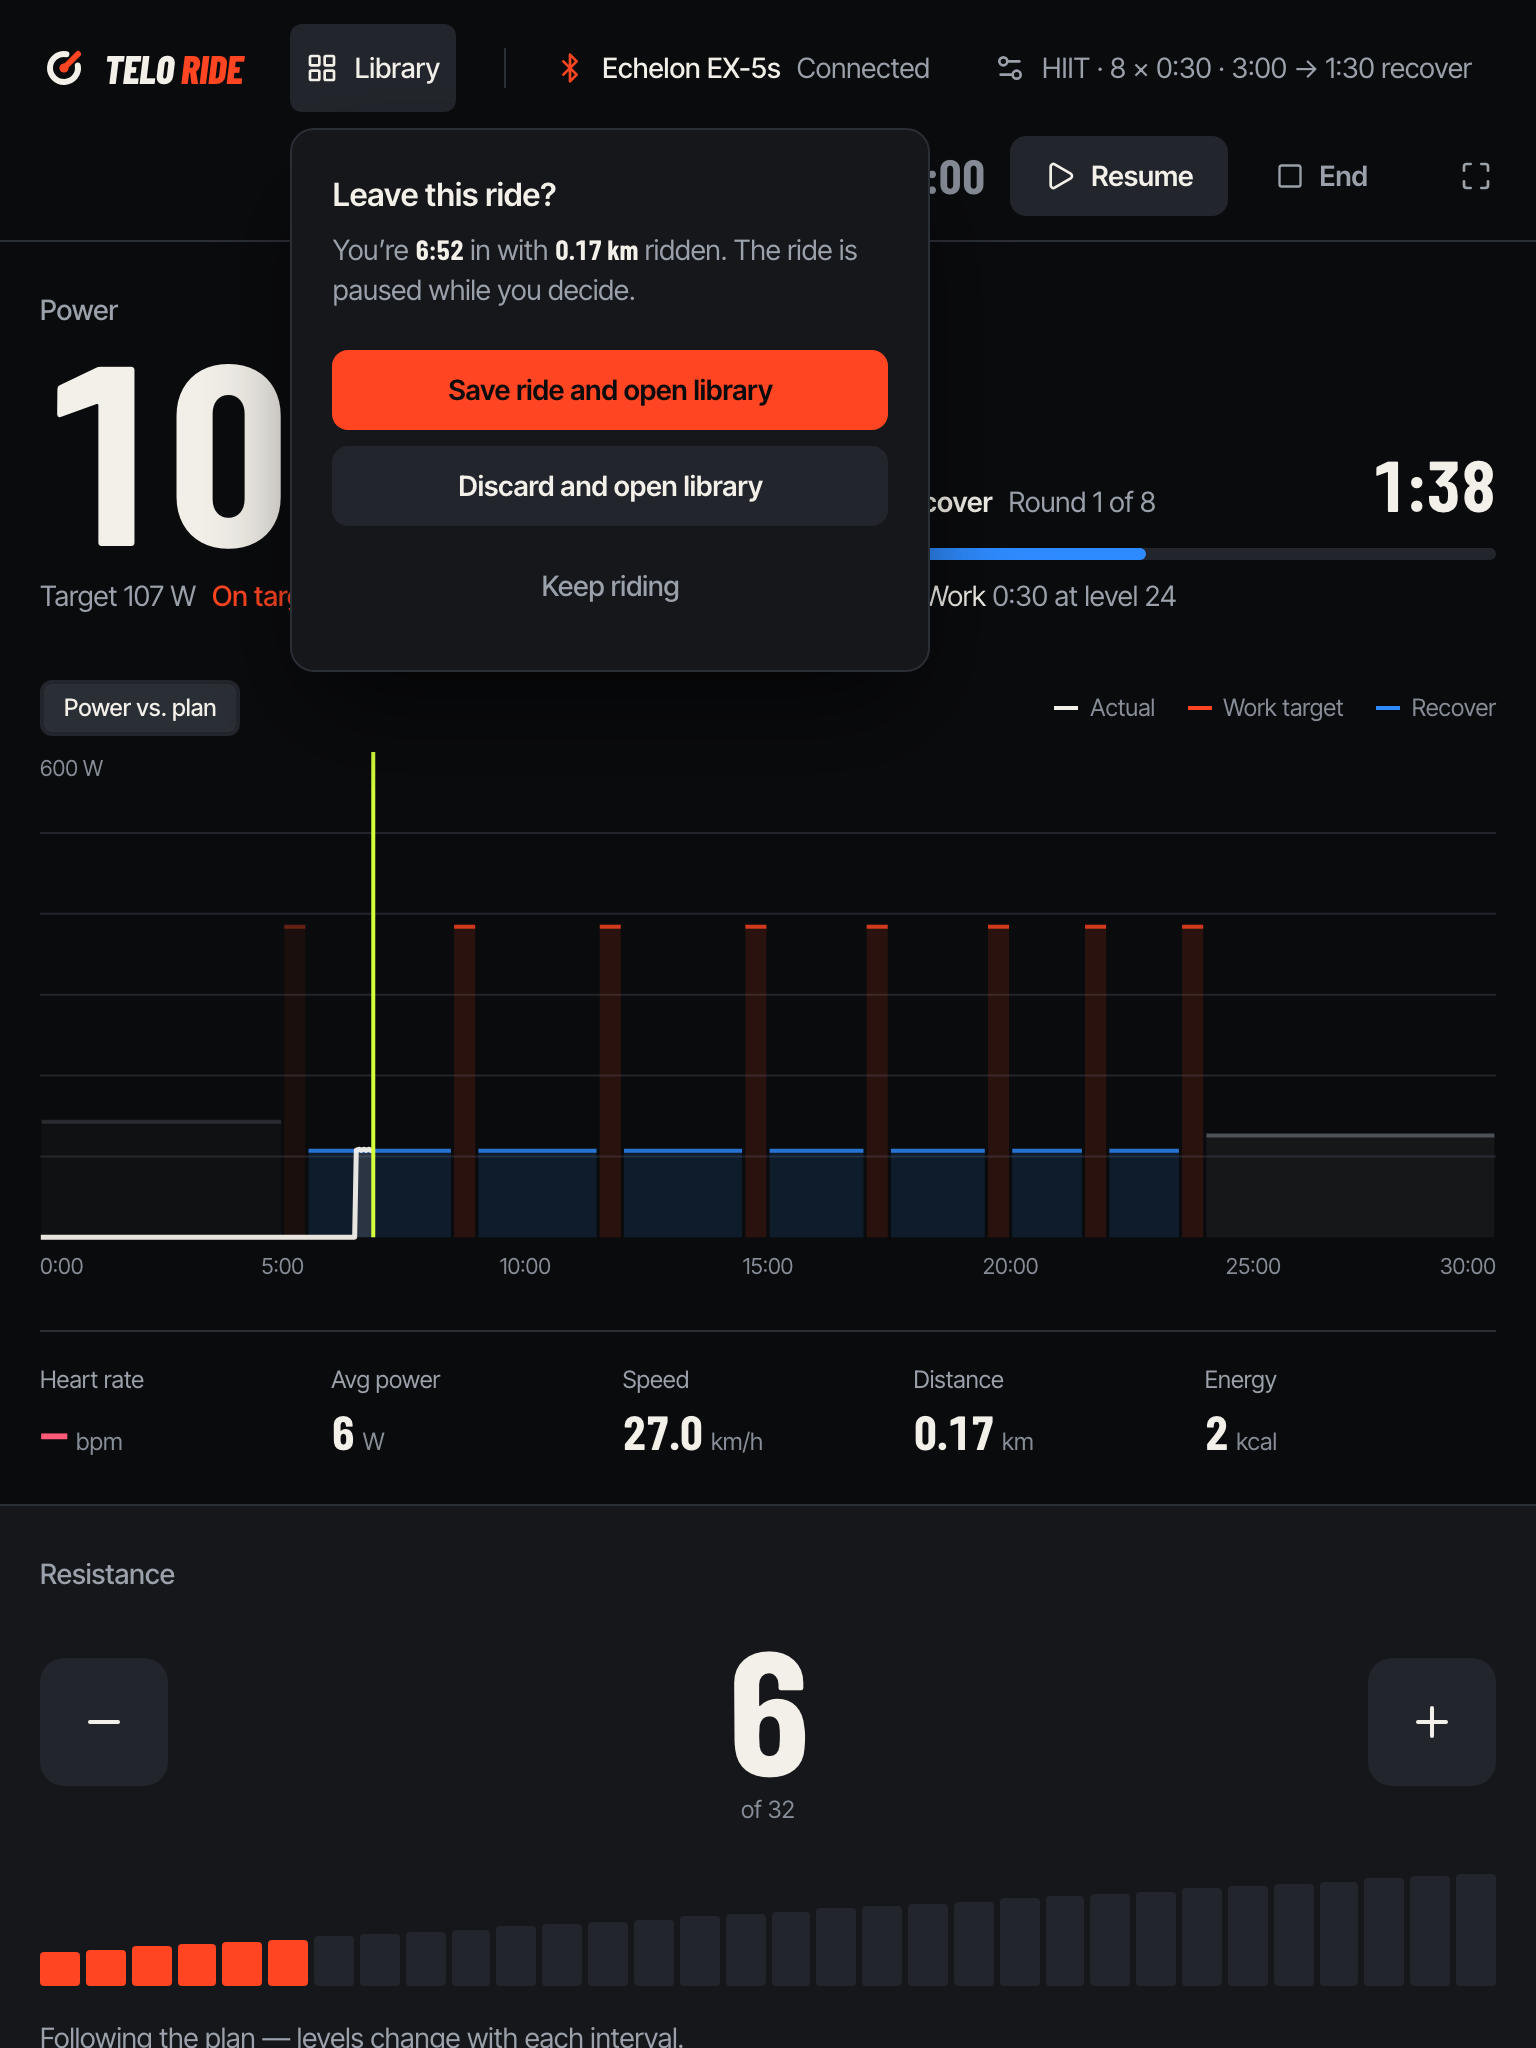 TELO RIDE
Library
Echelon EX-5s Connected
HIIT · 8 × 0:30 · 3:00 → 1:30 recover
:00
Resume
End
Leave this ride?
You're 6:52 in with 0.17 km ridden. The ride is
paused while you decide.
Save ride and open library
Discard and open library
Keep riding
Power
10
Target 107 W On targ
cover Round 1 of 8
1:38
Work 0:30 at level 24
Power vs. plan
Actual
Work target
Recover
600 W
0:00
5:00
10:00
15:00
20:00
25:00
30:00
Heart rate
Avg power
Speed
Distance
Energy
– bpm
6 W
27.0 km/h
0.17 km
2 kcal
Resistance
−
6
+
of 32
Following the plan — levels change with each interval.